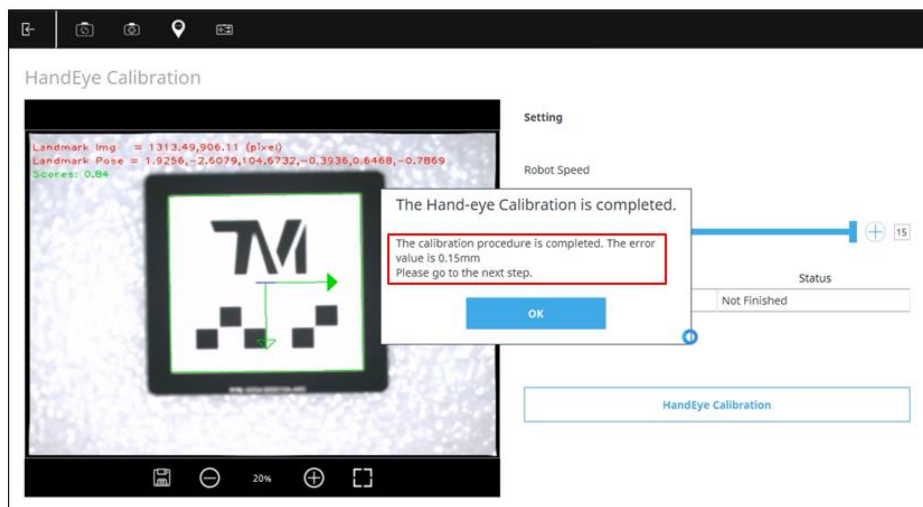 HandEye Calibration
Landmark Img = 1313.49,906.11 (pixel)
Landmark Pose = 1.9256,-2.6079,104.6732,-0.3936,0.6468,-0.7869
Scores: 0.84
TM
20%
Setting
Robot Speed
15
Status
Not Finished
The Hand-eye Calibration is completed.
The calibration procedure is completed. The error
value is 0.15mm
Please go to the next step.
OK
HandEye Calibration